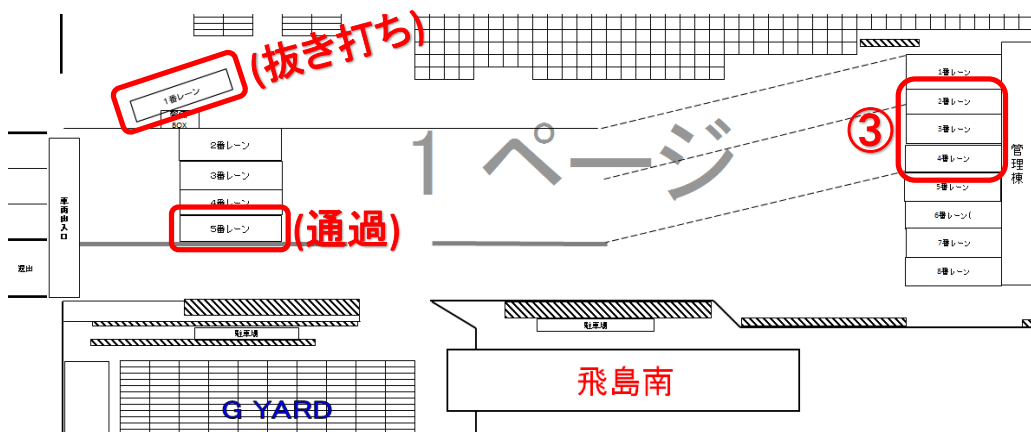 (抜き打ち)
1番レーン
BOX
1 ページ
2番レーン
3番レーン
4番レーン
5番レーン
(通過)
車両出入口
退出
1番レーン
2番レーン
3番レーン
4番レーン
5番レーン
6番レーン(
7番レーン
8番レーン
③
管理棟
駐車場
駐車場
飛島南
G YARD